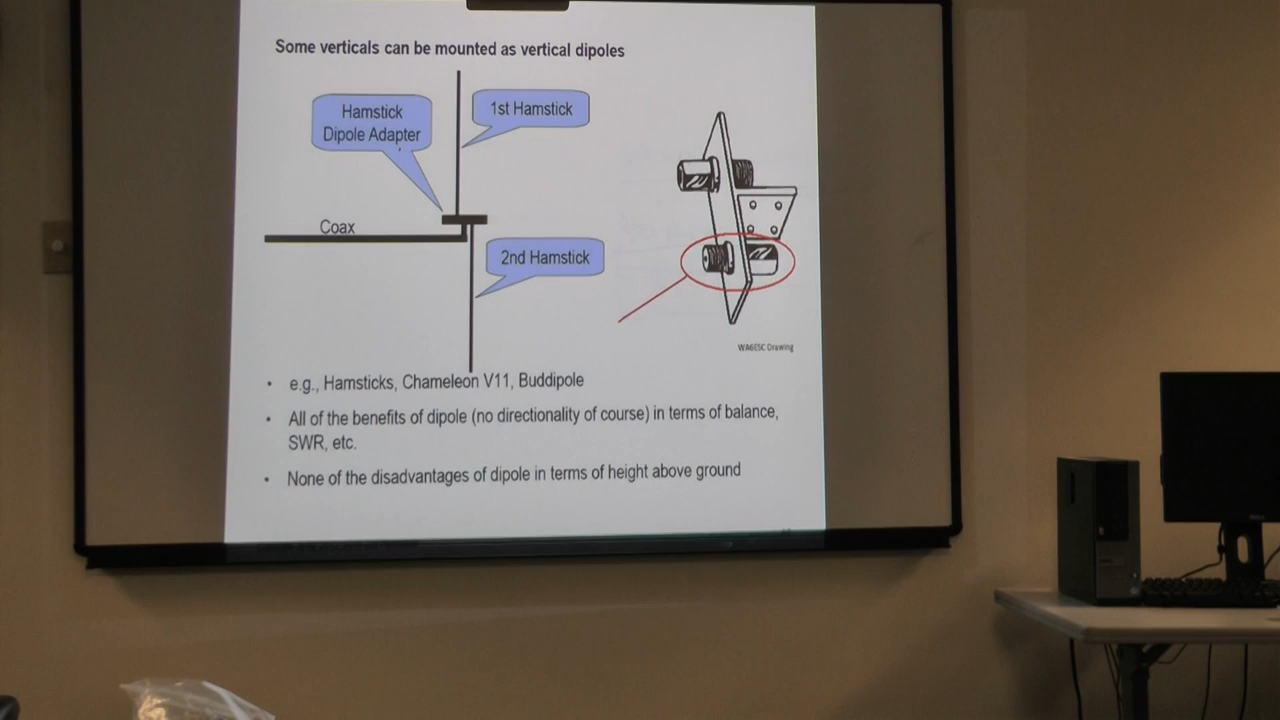 Some verticals can be mounted as vertical dipoles
Hamstick
Dipole Adapter
1st Hamstick
Coax
2nd Hamstick
WA6ESC Drawing
• e.g., Hamsticks, Chameleon V11, Buddipole
• All of the benefits of dipole (no directionality of course) in terms of balance,
SWR, etc.
• None of the disadvantages of dipole in terms of height above ground